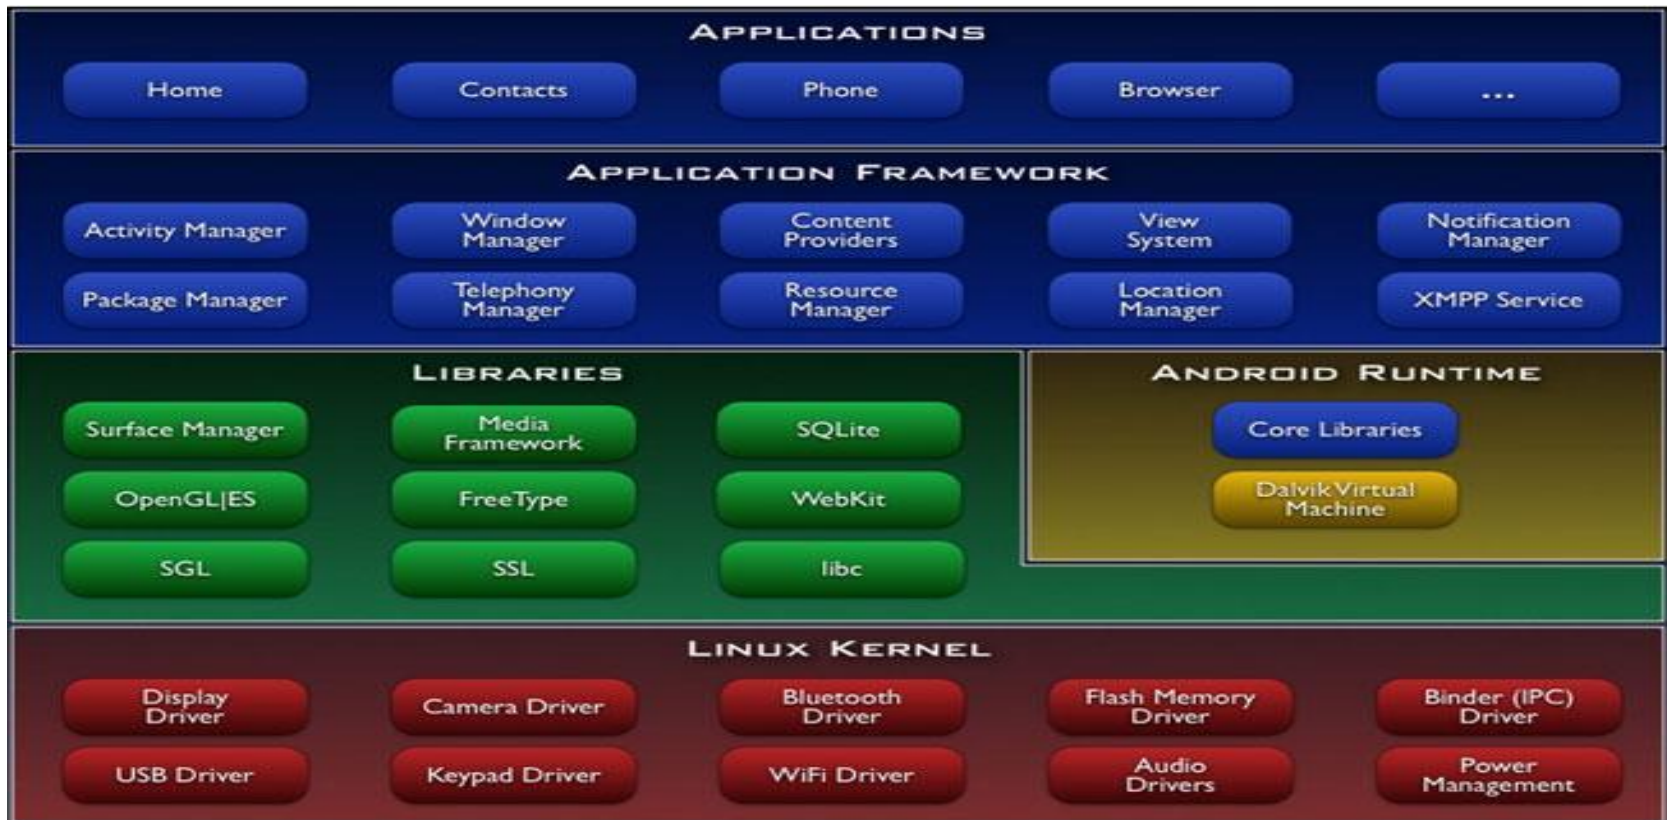 APPLICATIONS
Home
Contacts
Phone
Browser
...
APPLICATION FRAMEWORK
Activity Manager
Window
Manager
Content
Providers
View
System
Notification
Manager
Package Manager
Telephony
Manager
Resource
Manager
Location
Manager
XMPP Service
LIBRARIES
Surface Manager
Media
Framework
SQLite
OpenGL|ES
FreeType
WebKit
SGL
SSL
libc
ANDROID RUNTIME
Core Libraries
Dalvik Virtual
Machine
LINUX KERNEL
Display
Driver
Camera Driver
Bluetooth
Driver
Flash Memory
Driver
Binder (IPC)
Driver
USB Driver
Keypad Driver
WiFi Driver
Audio
Drivers
Power
Management